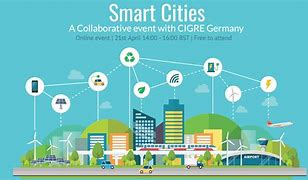 Smart Cities
A Collaborative event with CIGRE Germany
Online event | 21st April 14:00 - 16:00 BST | Free to attend
AIRPORT